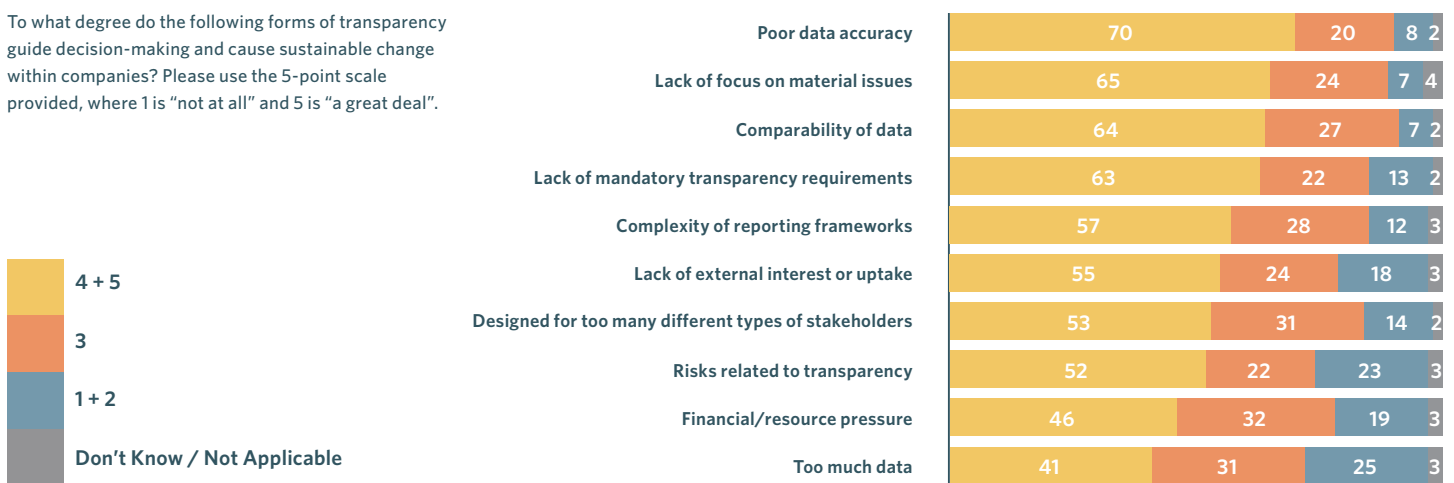 To what degree do the following forms of transparency
guide decision-making and cause sustainable change
within companies? Please use the 5-point scale
provided, where 1 is “not at all” and 5 is “a great deal”.
4 + 5
3
1 + 2
Don’t Know / Not Applicable
Poor data accuracy 70 20 8 2
Lack of focus on material issues 65 24 7 4
Comparability of data 64 27 7 2
Lack of mandatory transparency requirements 63 22 13 2
Complexity of reporting frameworks 57 28 12 3
Lack of external interest or uptake 55 24 18 3
Designed for too many different types of stakeholders 53 31 14 2
Risks related to transparency 52 22 23 3
Financial/resource pressure 46 32 19 3
Too much data 41 31 25 3